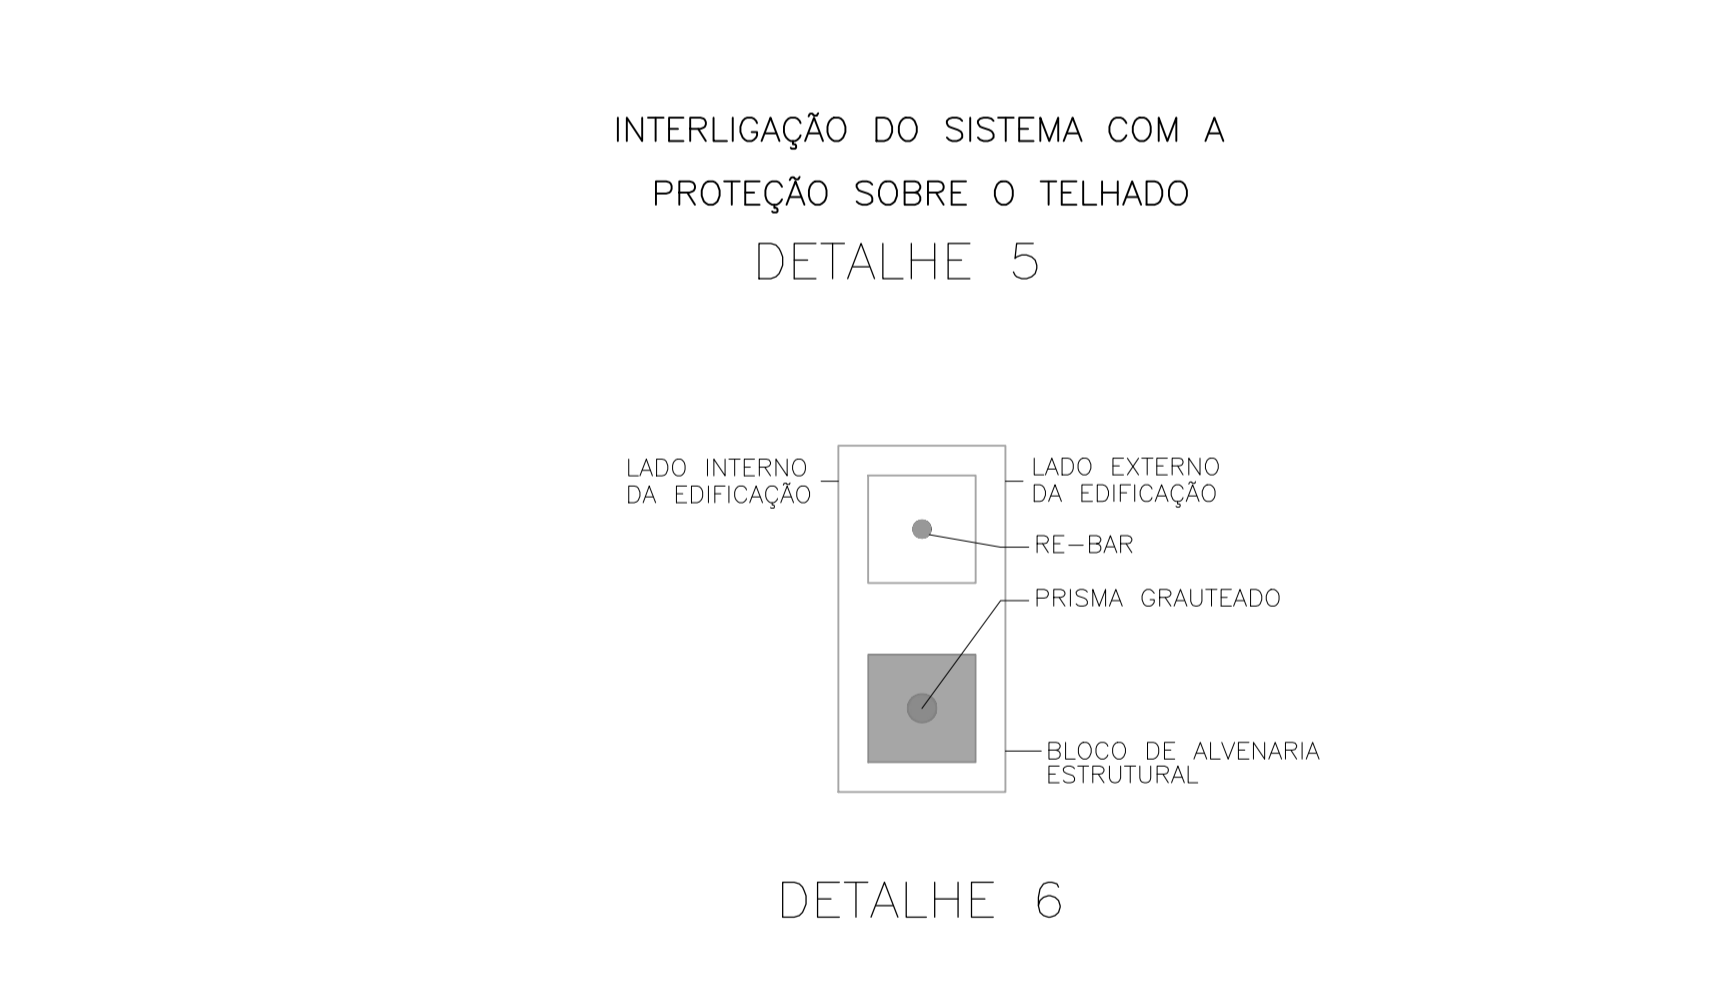 INTERLIGAÇÃO DO SISTEMA COM A
PROTEÇÃO SOBRE O TELHADO
DETALHE 5
LADO INTERNO
DA EDIFICAÇÃO
LADO EXTERNO
DA EDIFICAÇÃO
RE-BAR
PRISMA GRAUTEADO
BLOCO DE ALVENARIA
ESTRUTURAL
DETALHE 6